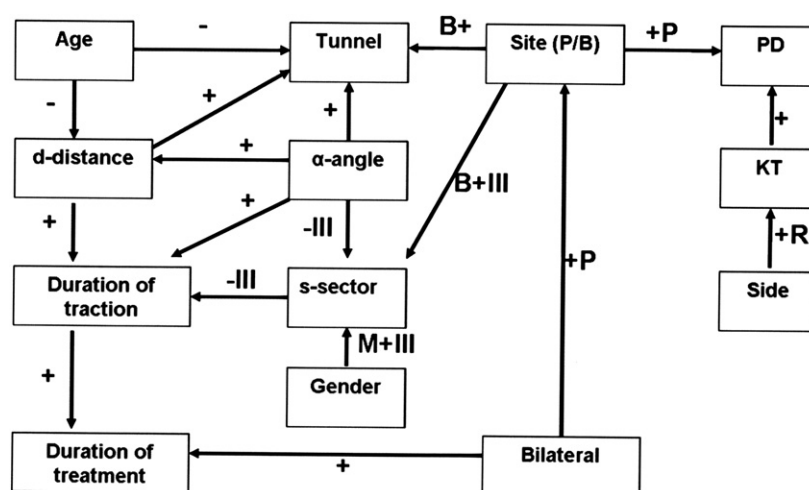 Age
-
Tunnel
B+
Site (P/B)
+P
PD
-
+
+
+
d-distance
+
α-angle
B+III
KT
+
+
-III
+P
+R
Duration of
traction
-III
s-sector
Side
+
M+III
Gender
Duration of
treatment
+
Bilateral